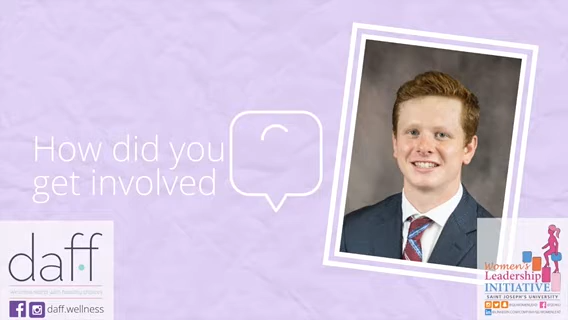 How did you
get involved
daff
daff.wellness
Women's
Leadership
INITIATIVE
SAINT JOSEPH'S UNIVERSITY